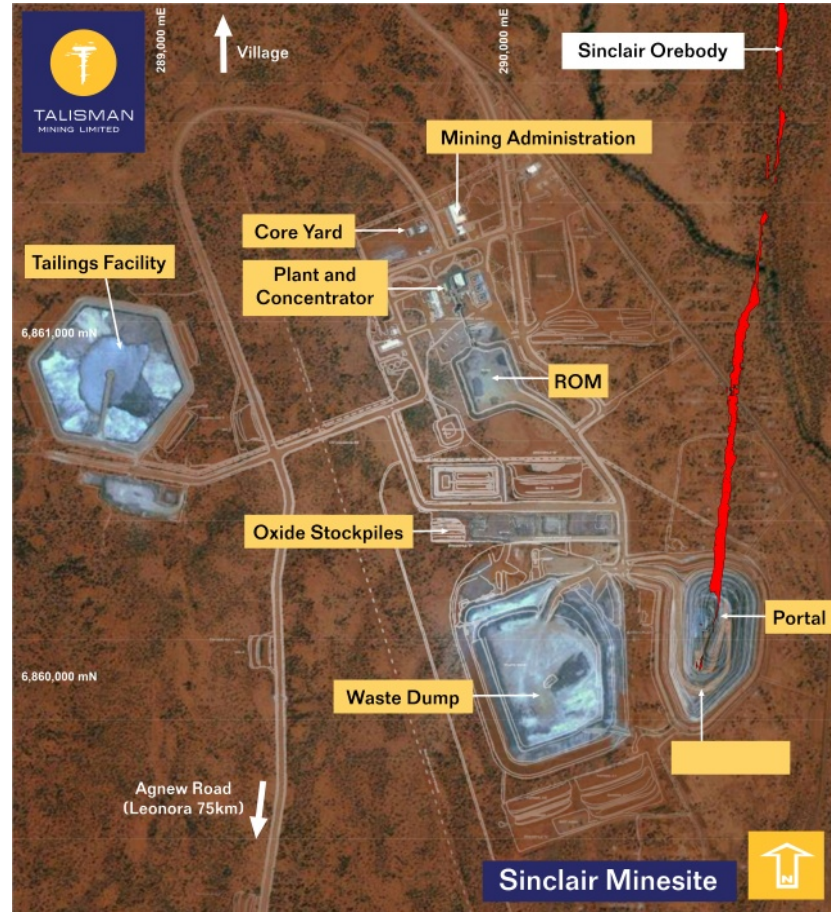 TALISMAN
MINING LIMITED
289,000 mE
Village
290,000 mE
Sinclair Orebody
Mining Administration
Core Yard
Tailings Facility
Plant and
Concentrator
6,861,000 mN
ROM
Oxide Stockpiles
Portal
6,860,000 mN
Waste Dump
Agnew Road
(Leonora 75km)
Sinclair Minesite
N